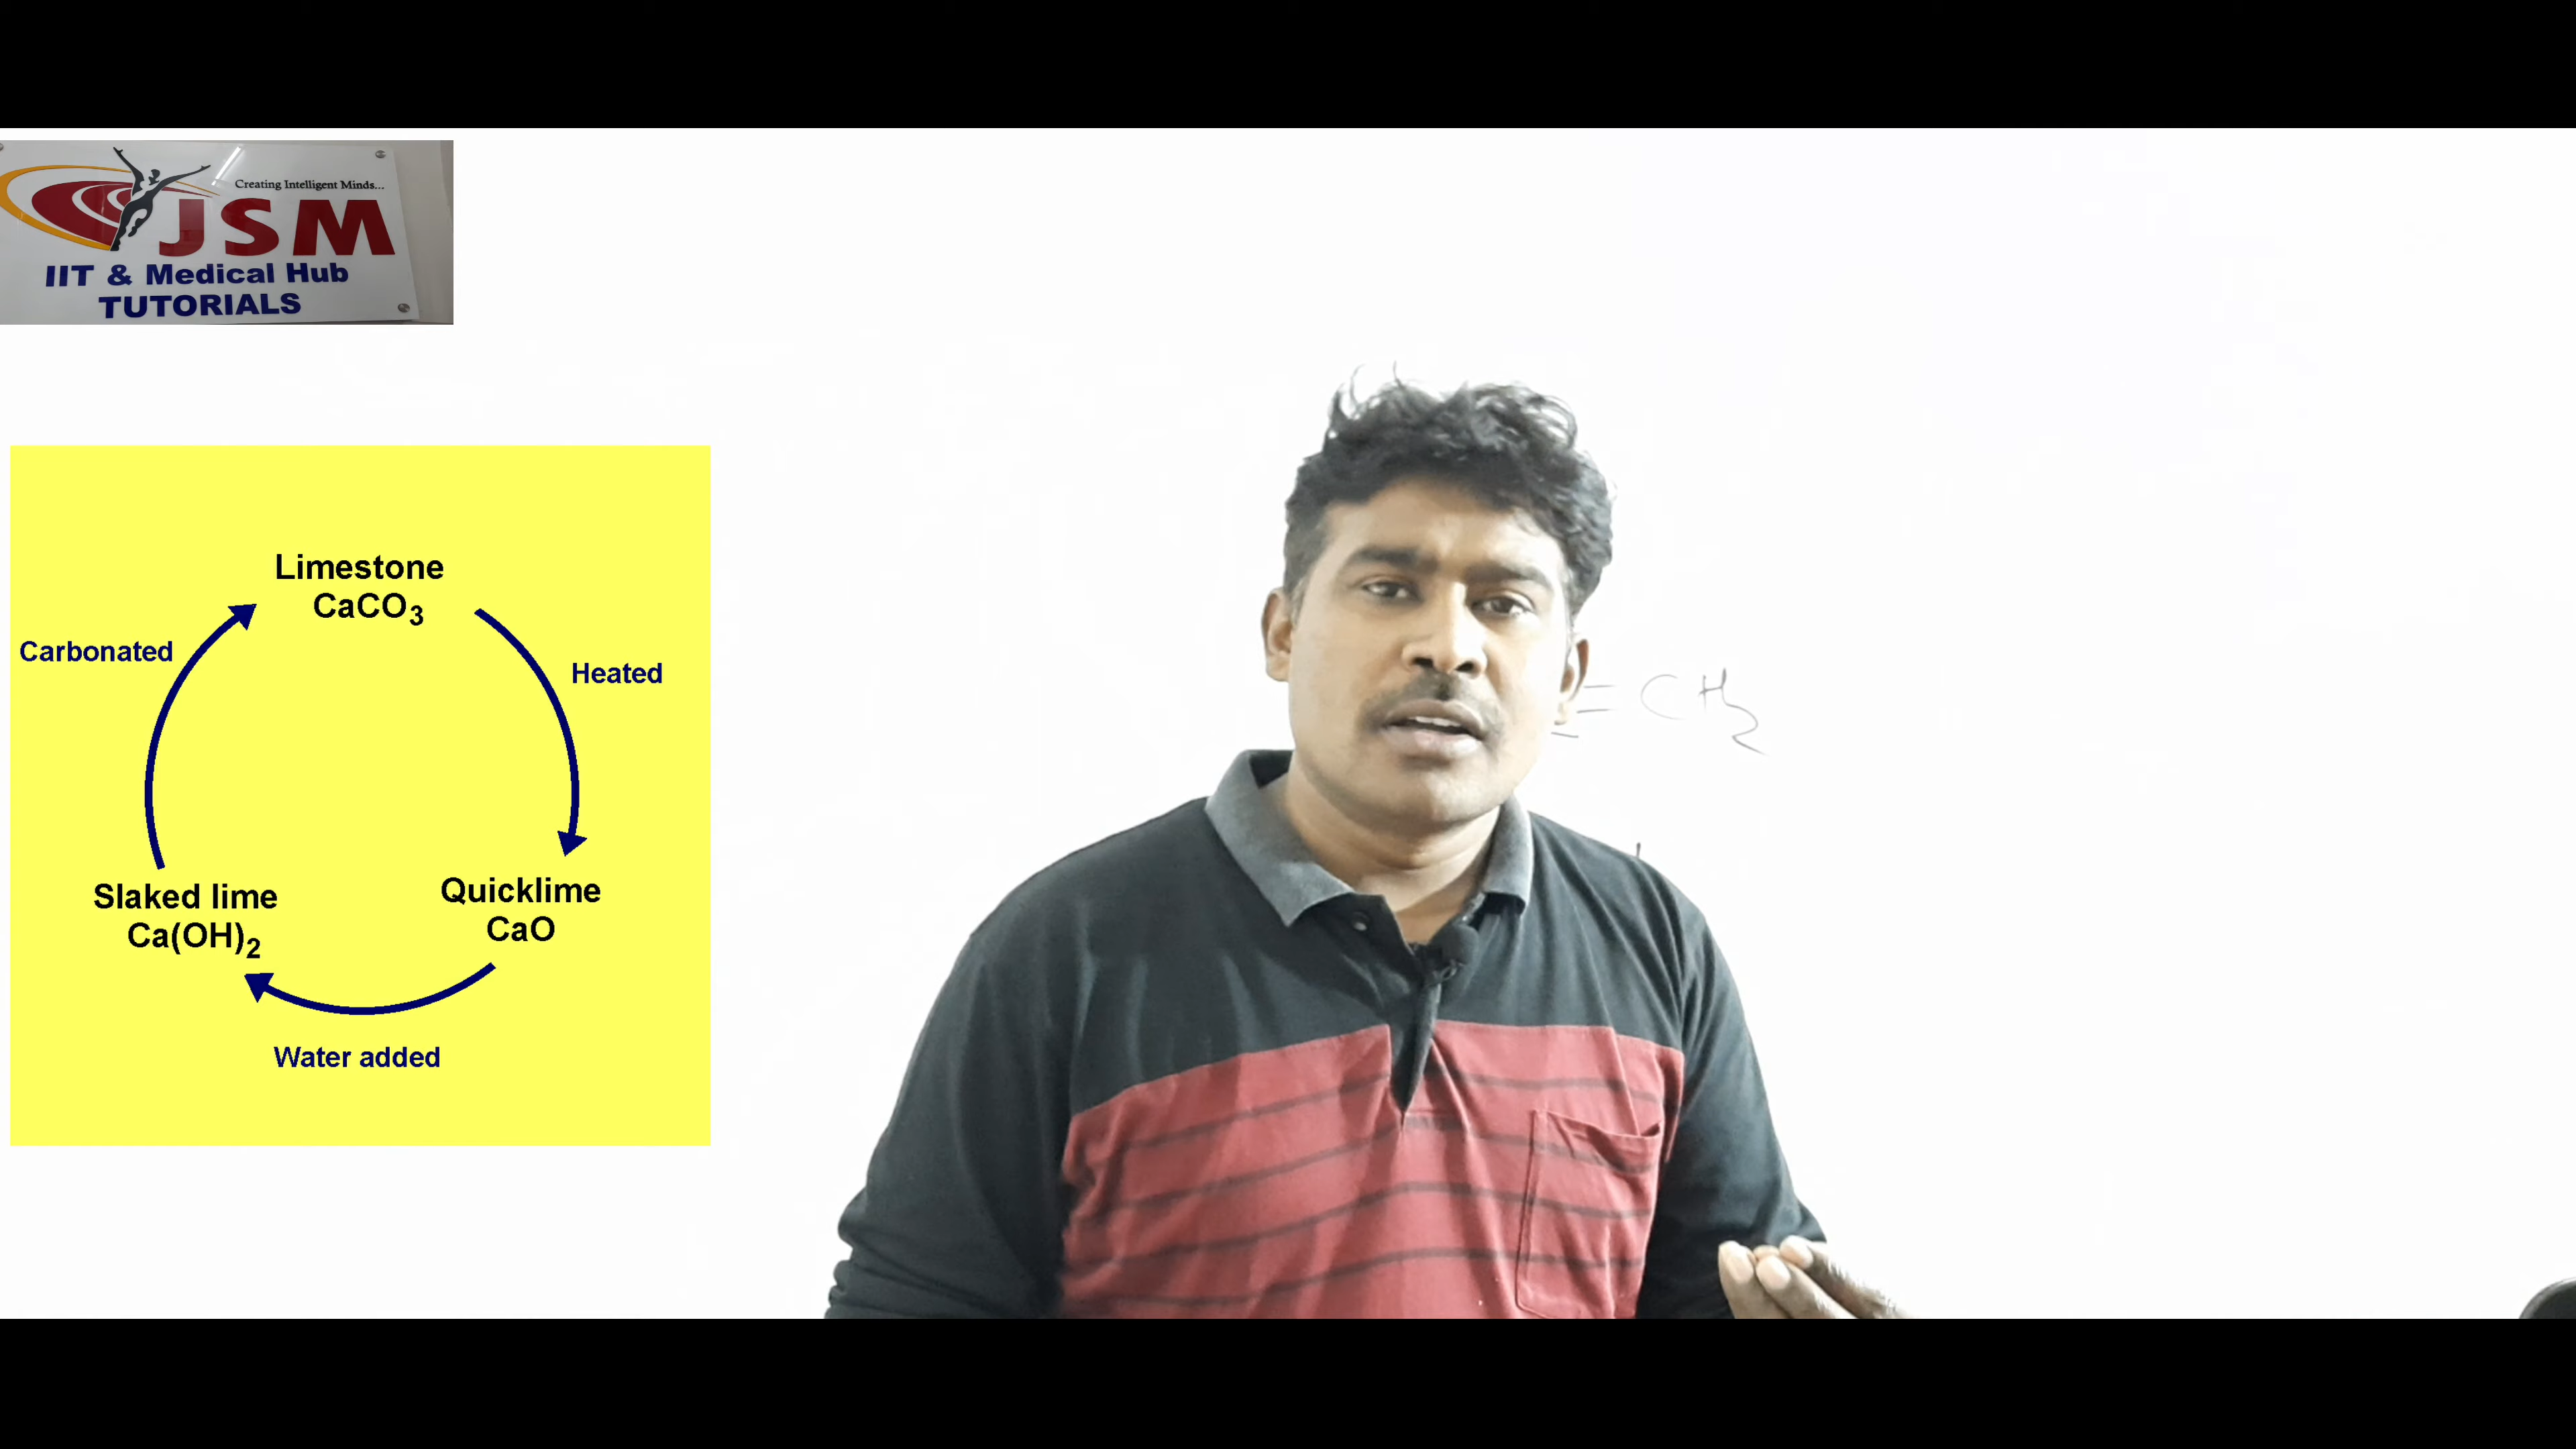 Creating Intelligent Minds...
JSM
IIT & Medical Hub
TUTORIALS
Limestone
CaCO₃
Carbonated
Heated
Slaked lime
Ca(OH)₂
Quicklime
CaO
Water added
= CH₂